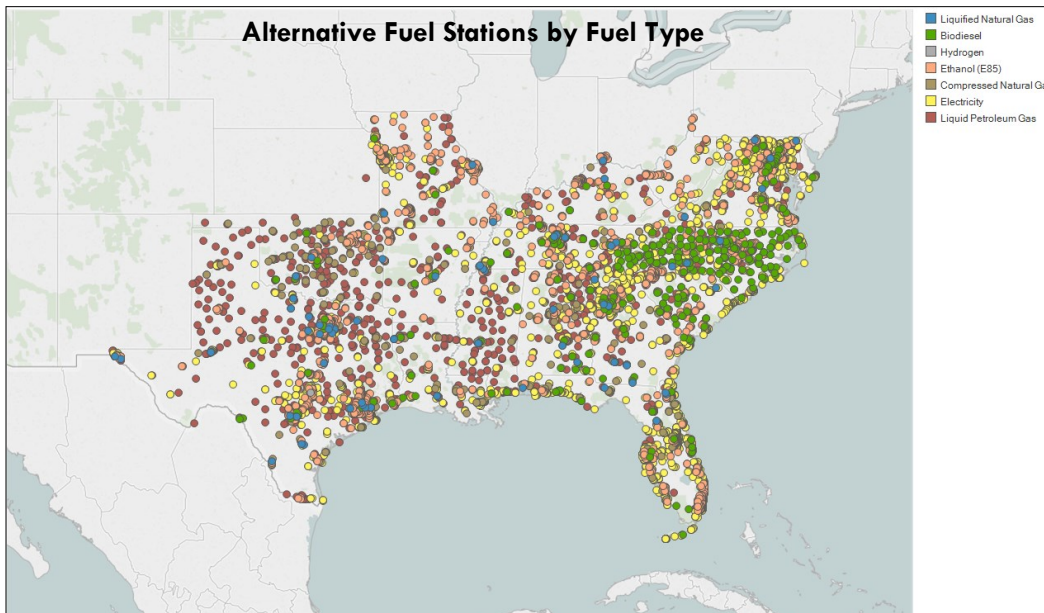 Alternative Fuel Stations by Fuel Type
Liquified Natural Gas
Biodiesel
Hydrogen
Ethanol (E85)
Compressed Natural Ga
Electricity
Liquid Petroleum Gas